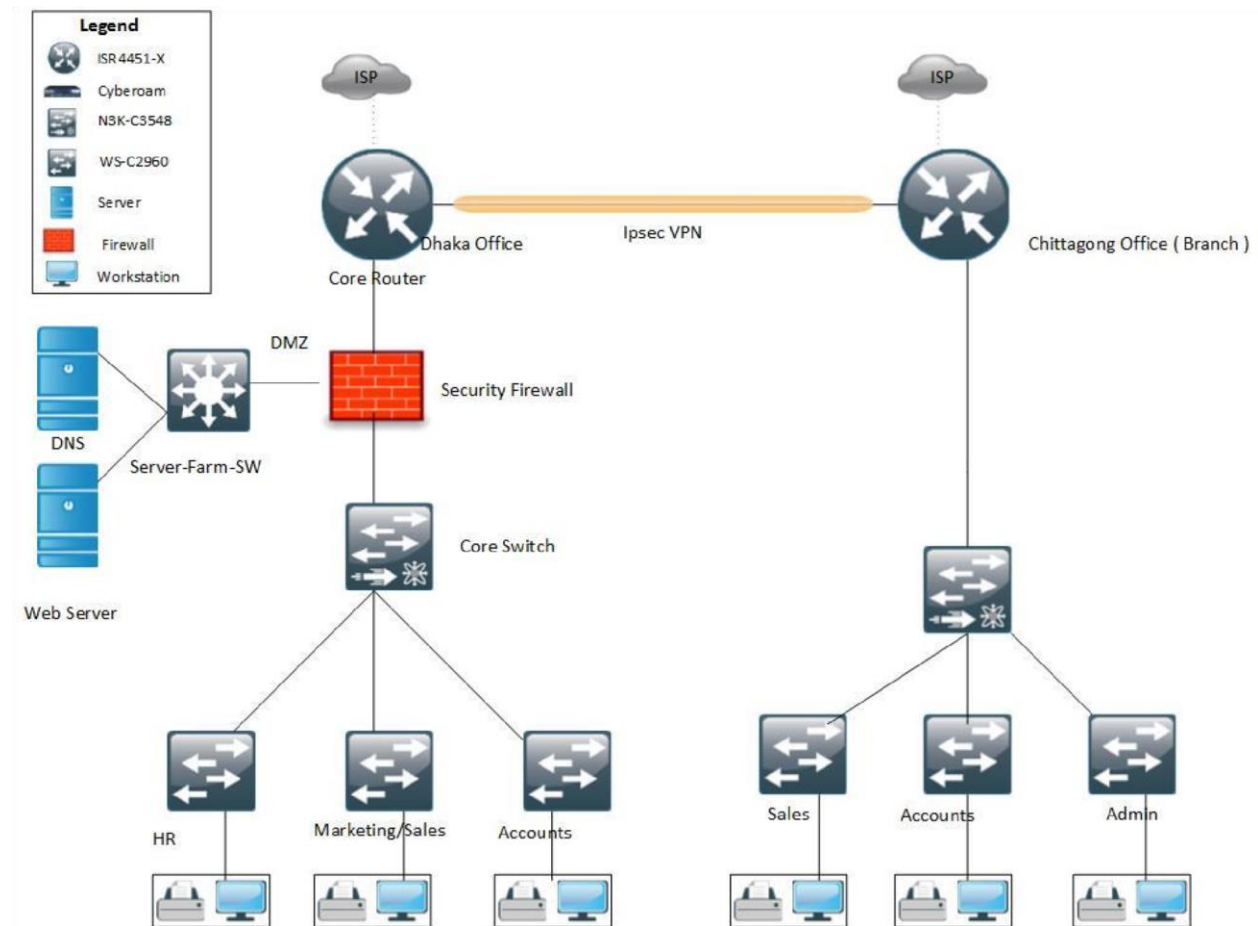 Legend
ISR4451-X
Cyberoam
N3K-C3548
WS-C2960
Server
Firewall
Workstation
ISP
ISP
Dhaka Office
Core Router
Ipsec VPN
Chittagong Office ( Branch )
DMZ
Security Firewall
DNS
Server-Farm-SW
Core Switch
Web Server
HR
Marketing/Sales
Accounts
Sales
Accounts
Admin